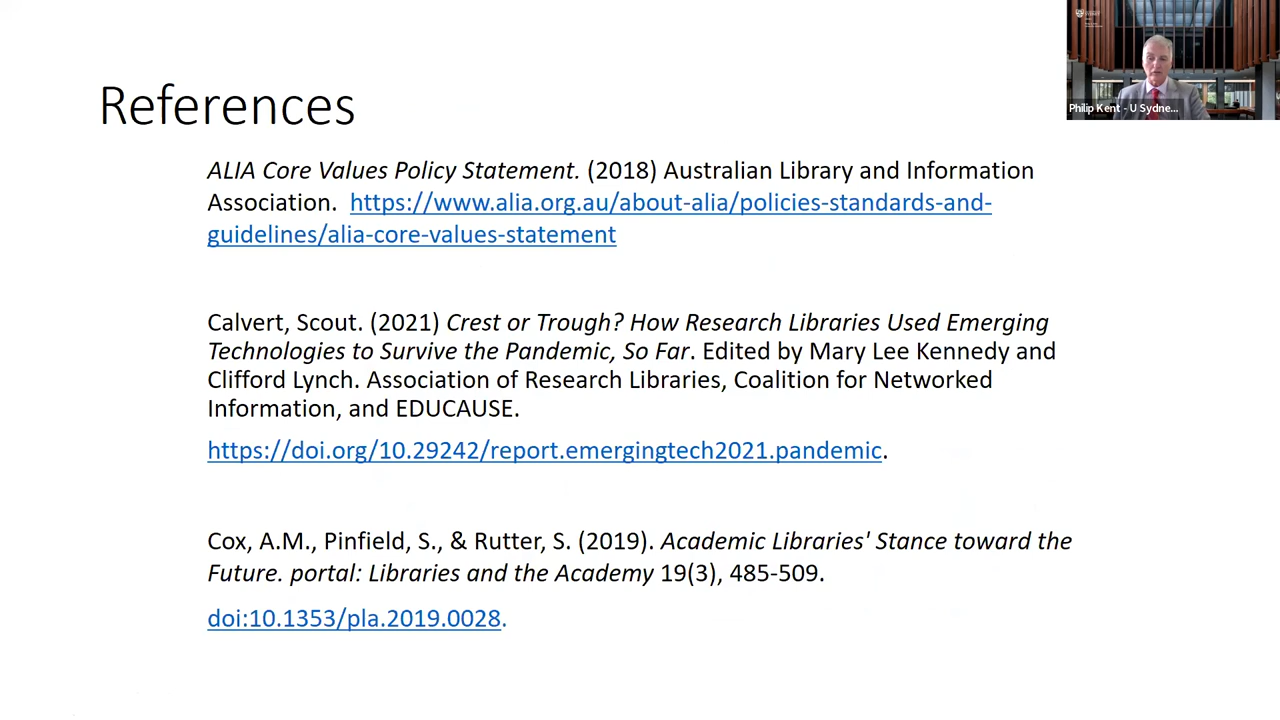 Philip Kent - U Sydne...
References
ALIA Core Values Policy Statement. (2018) Australian Library and Information
Association. https://www.alia.org.au/about-alia/policies-standards-and-
guidelines/alia-core-values-statement
Calvert, Scout. (2021) Crest or Trough? How Research Libraries Used Emerging
Technologies to Survive the Pandemic, So Far. Edited by Mary Lee Kennedy and
Clifford Lynch. Association of Research Libraries, Coalition for Networked
Information, and EDUCAUSE.
https://doi.org/10.29242/report.emergingtech2021.pandemic.
Cox, A.M., Pinfield, S., & Rutter, S. (2019). Academic Libraries' Stance toward the
Future. portal: Libraries and the Academy 19(3), 485-509.
doi:10.1353/pla.2019.0028.